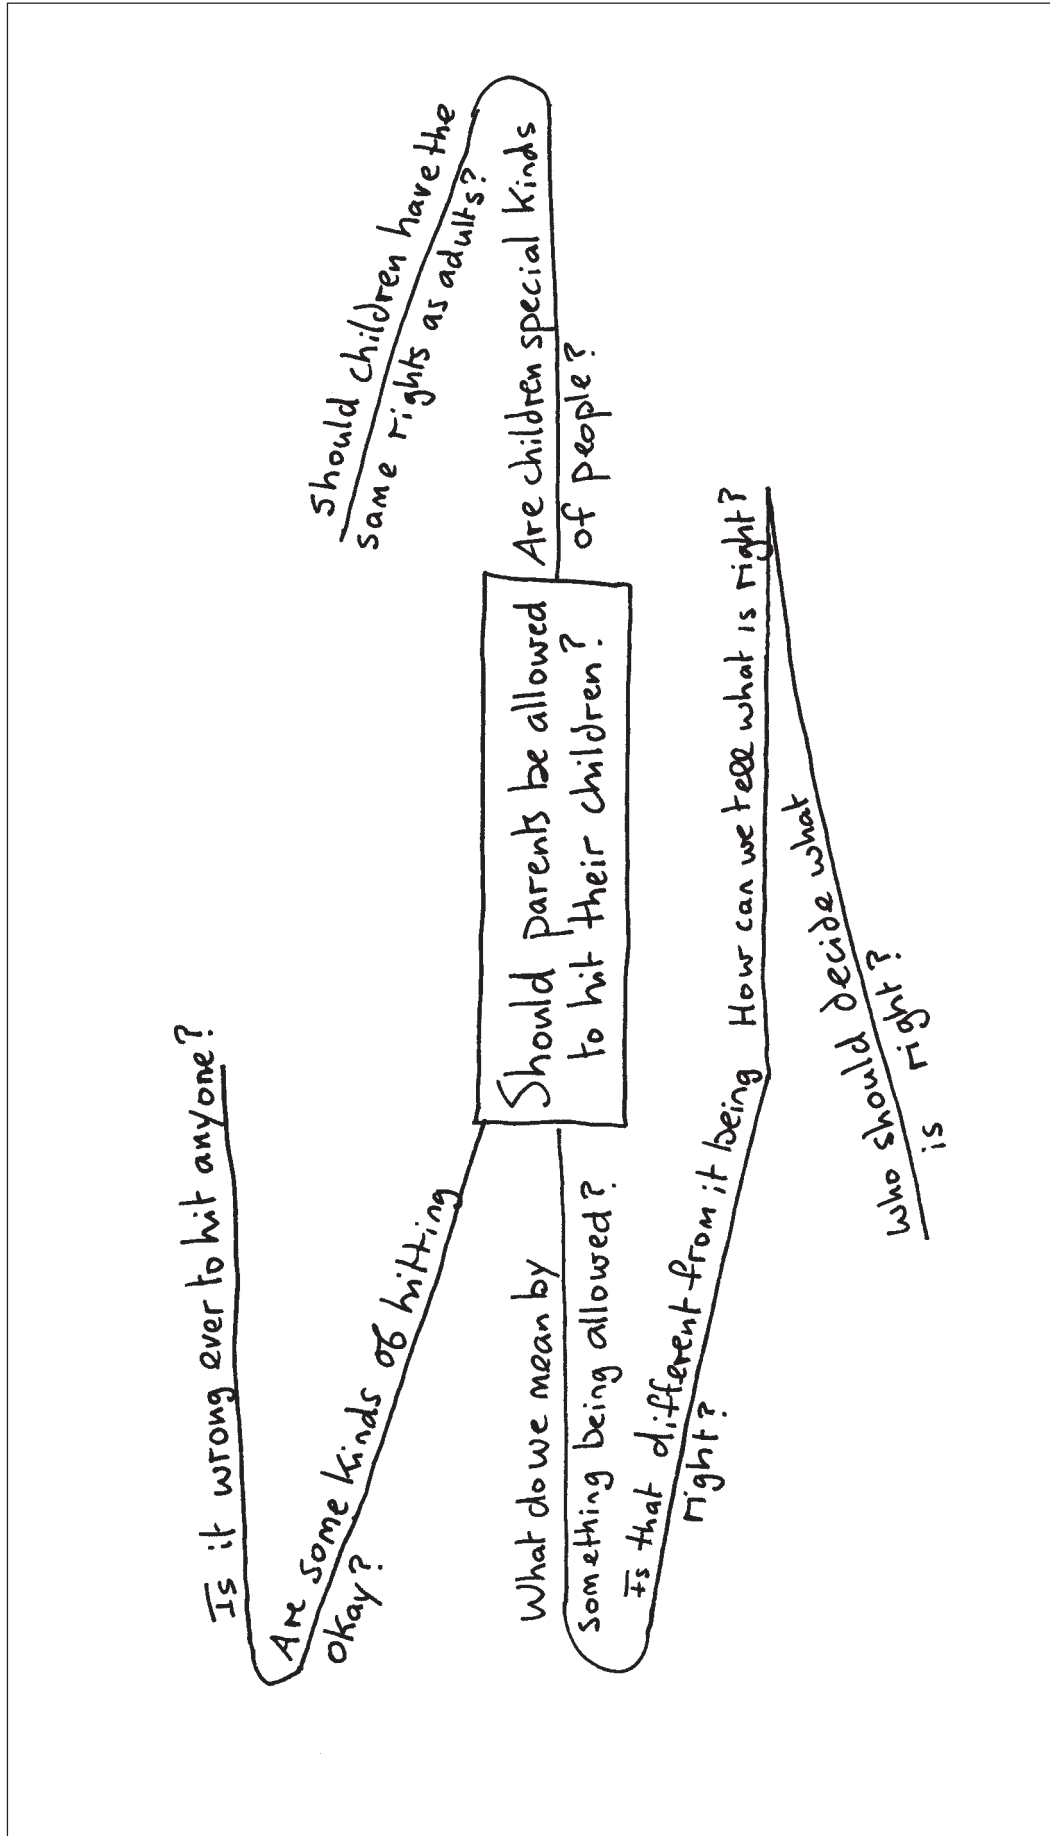 Should parents be allowed
to hit their children?
Are some kinds of hitting
okay?
Is it wrong ever to hit anyone?
Are children special kinds
of people?
Should children have the
same rights as adults?
What do we mean by
something being allowed?
Is that different from it being
right?
How can we tell what is right?
Who should decide what
is right?